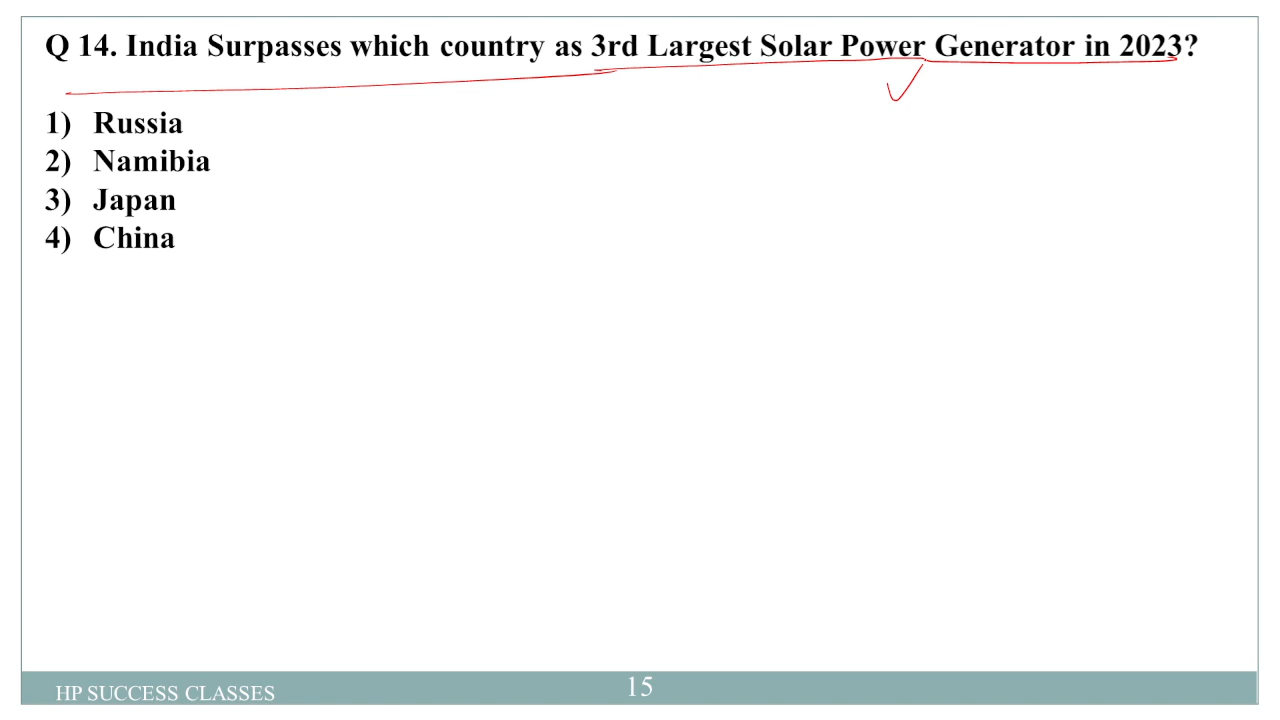 Q 14. India Surpasses which country as 3rd Largest Solar Power Generator in 2023?
1) Russia
2) Namibia
3) Japan
4) China
HP SUCCESS CLASSES
15